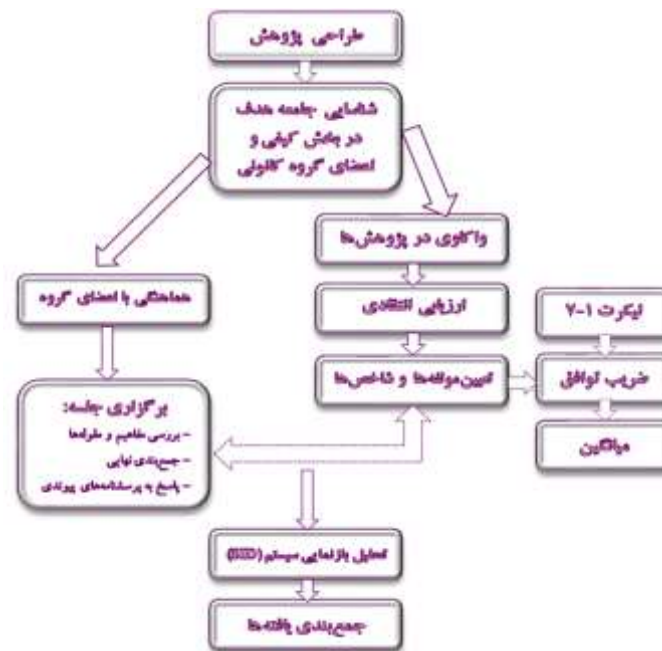 طراحی پژوهش
شناسایی جامعه هدف
در بخش کیفی و
اعضای گروه کانونی
واکاوی در پژوهش‌ها
هماهنگی با اعضای گروه
ارزیابی انتقادی
لیکرت ۱-۷
تعیین مولفه‌ها و شاخص‌ها
ضریب توافق
میانگین
برگزاری جلسه:
- بررسی مفاهیم و مقوله‌ها
- جمع‌بندی نهایی
- پاسخ به پرسشنامه‌های پیوندی
تحلیل بازنمایی سیستم
جمع‌بندی یافته‌ها